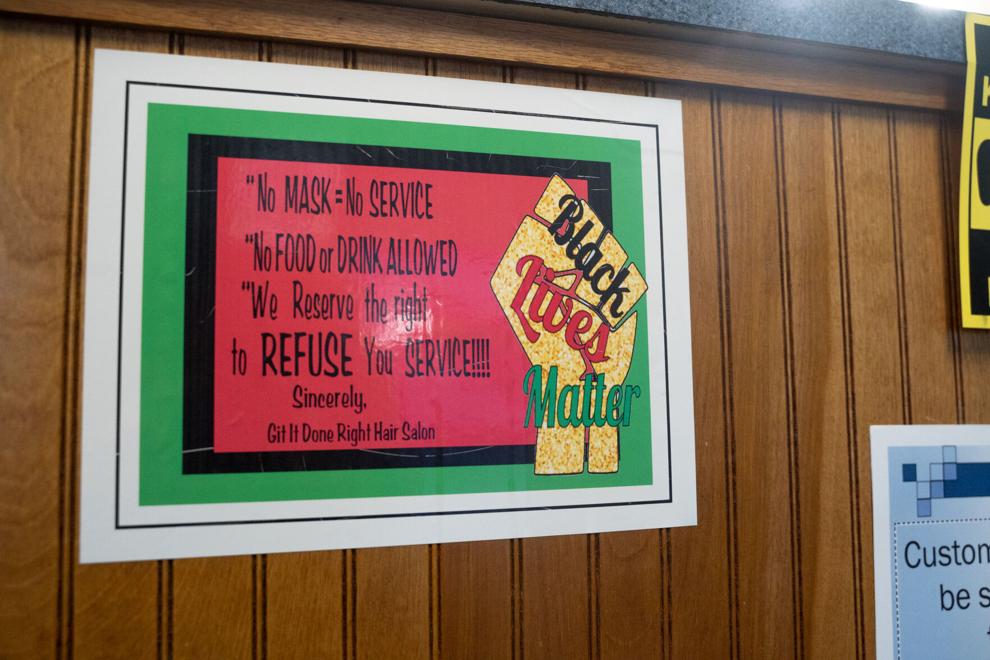 "No MASK = No SERVICE
"No FOOD or DRINK ALLOWED
"We Reserve the right
to REFUSE You SERVICE!!!!
Sincerely,
Git It Done Right Hair Salon
Black
Lives
Matter
be